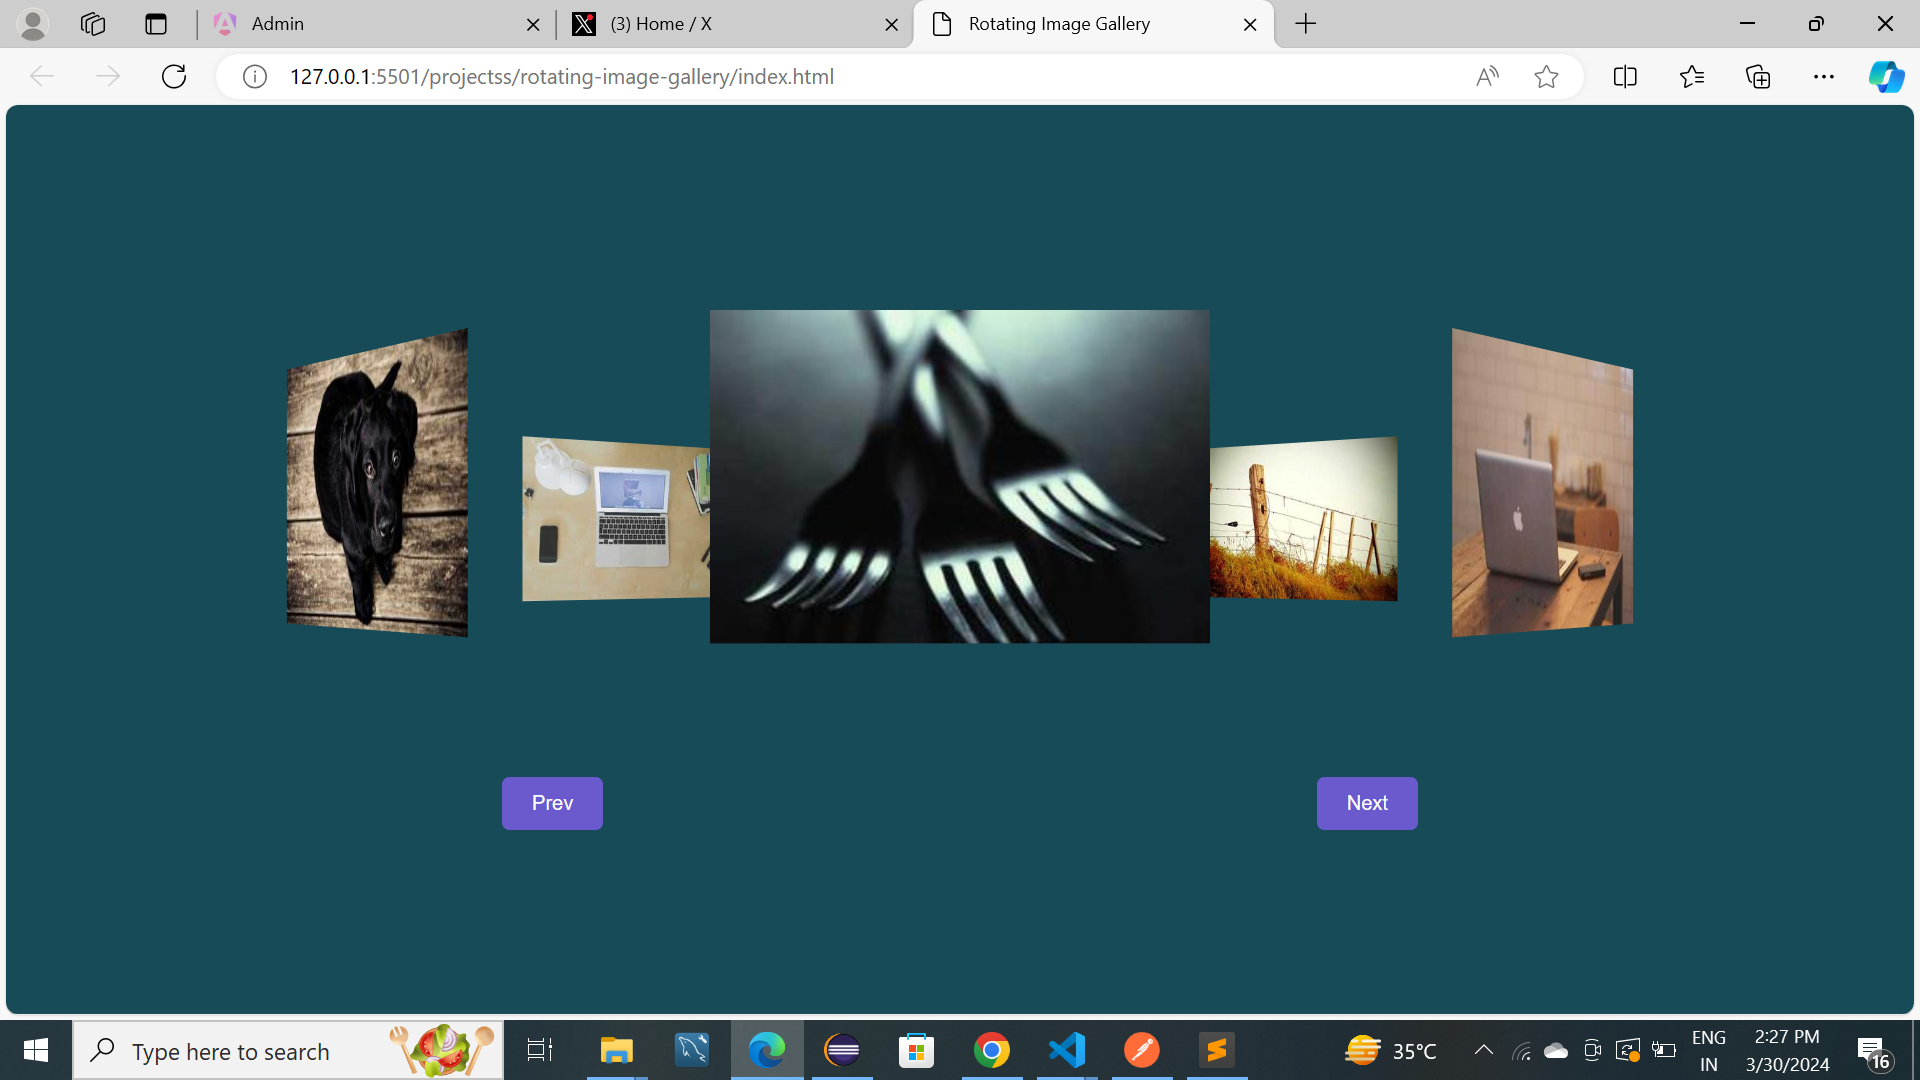 Admin
(3) Home / X
Rotating Image Gallery
127.0.0.1:5501/projectss/rotating-image-gallery/index.html
Prev
Next
Type here to search
35°C
ENG
IN
2:27 PM
3/30/2024
16